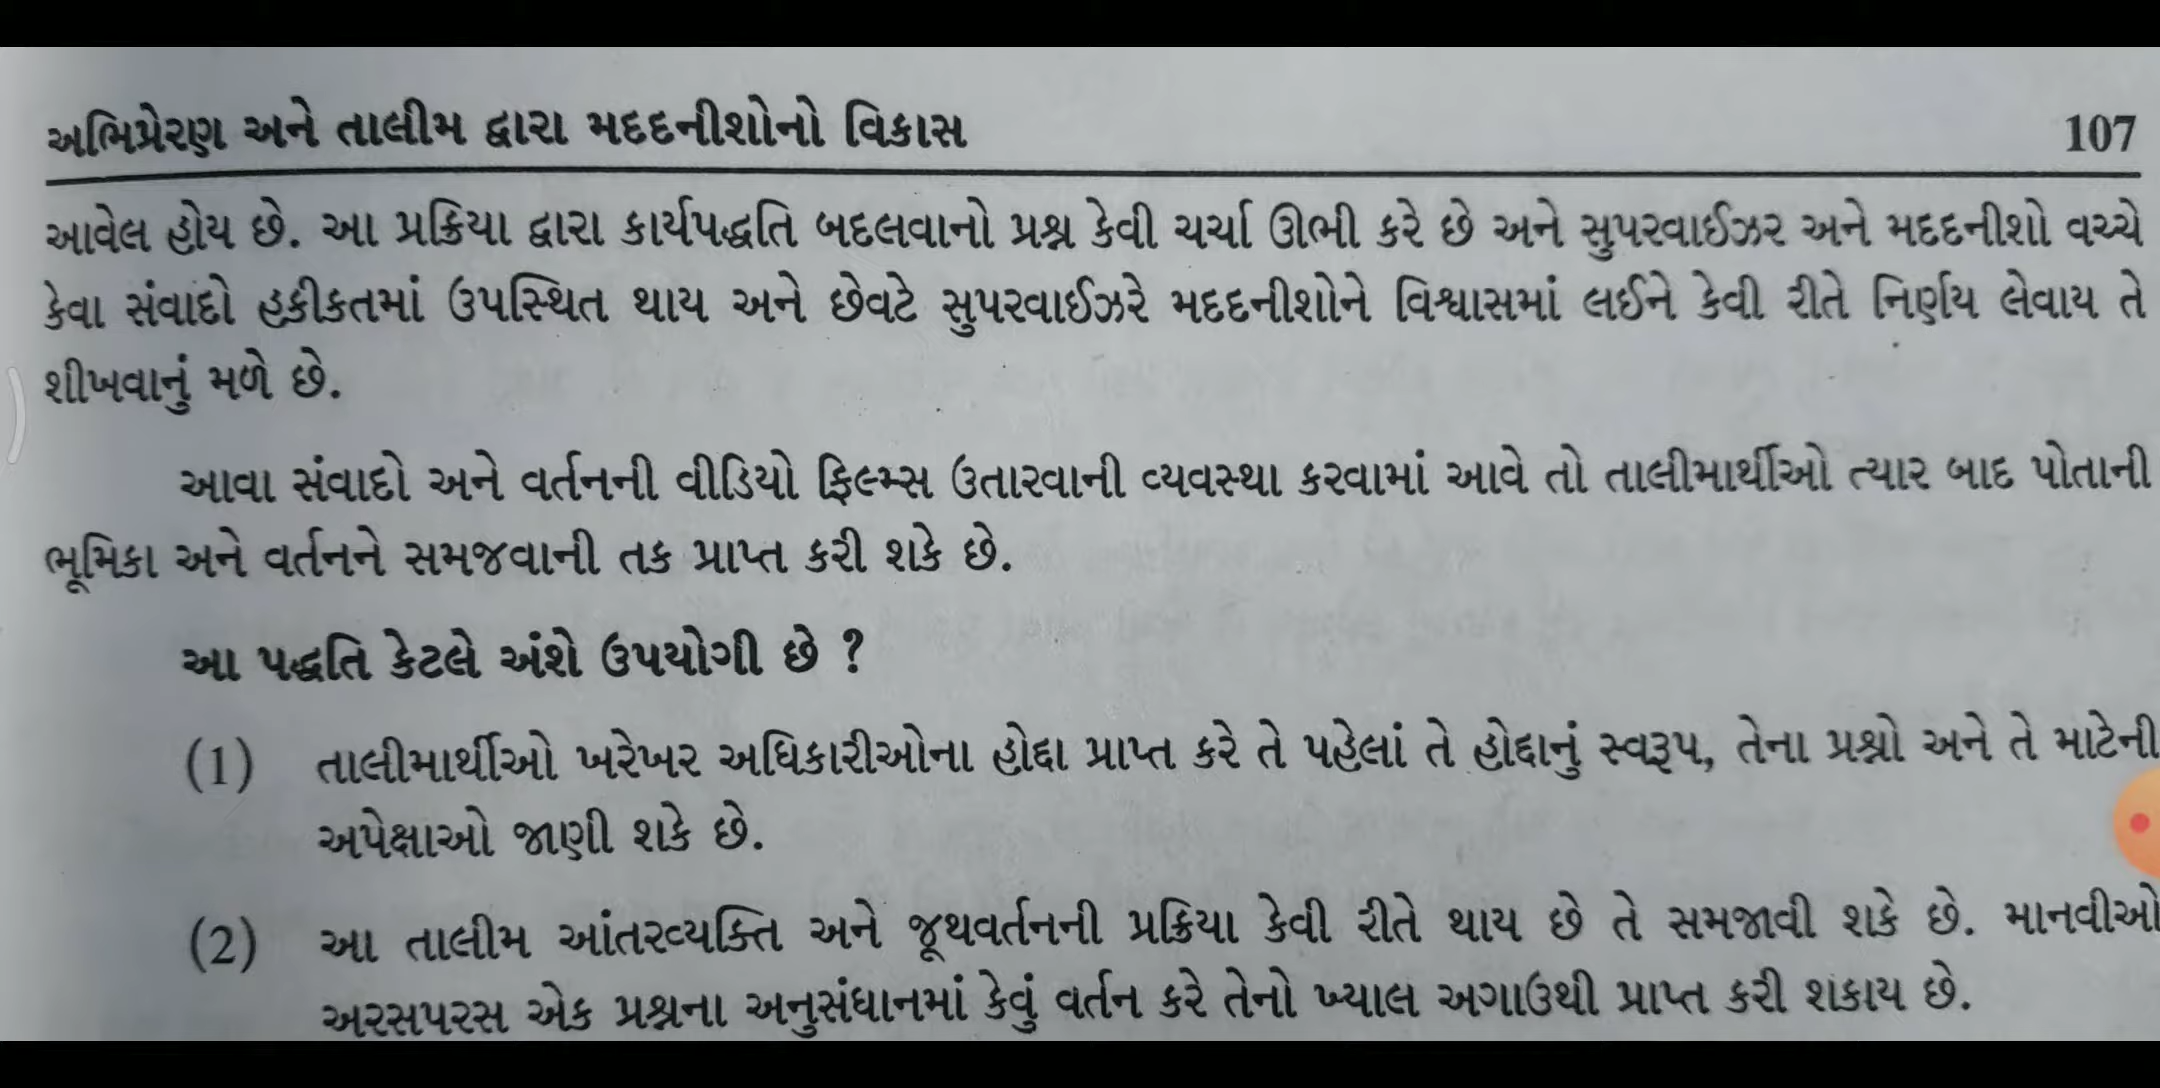 અભિપ્રેરણ અને તાલીમ દ્વારા મદદનીશોનો વિકાસ 107
આવેલ હોય છે. આ પ્રક્રિયા દ્વારા કાર્યપદ્ધતિ બદલવાનો પ્રશ્ન કેવી ચર્ચા ઊભી કરે છે અને સુપરવાઈઝર અને મદદનીશો વચ્ચે
કેવા સંવાદો હકીકતમાં ઉપસ્થિત થાય અને છેવટે સુપરવાઈઝરે મદદનીશોને વિશ્વાસમાં લઈને કેવી રીતે નિર્ણય લેવાય તે
શીખવાનું મળે છે.
આવા સંવાદો અને વર્તનની વીડિયો ફિલ્મ્સ ઉતારવાની વ્યવસ્થા કરવામાં આવે તો તાલીમાર્થીઓ ત્યાર બાદ પોતાની
ભૂમિકા અને વર્તનને સમજવાની તક પ્રાપ્ત કરી શકે છે.
આ પદ્ધતિ કેટલે અંશે ઉપયોગી છે ?
(1) તાલીમાર્થીઓ ખરેખર અધિકારીઓના હોદ્દા પ્રાપ્ત કરે તે પહેલાં તે હોદ્દાનું સ્વરૂપ, તેના પ્રશ્નો અને તે માટેની
અપેક્ષાઓ જાણી શકે છે.
(2) આ તાલીમ આંતરવ્યક્તિ અને જૂથવર્તનની પ્રક્રિયા કેવી રીતે થાય છે તે સમજાવી શકે છે. માનવીઓ
અરસપરસ એક પ્રશ્નના અનુસંધાનમાં કેવું વર્તન કરે તેનો ખ્યાલ અગાઉથી પ્રાપ્ત કરી શકાય છે.